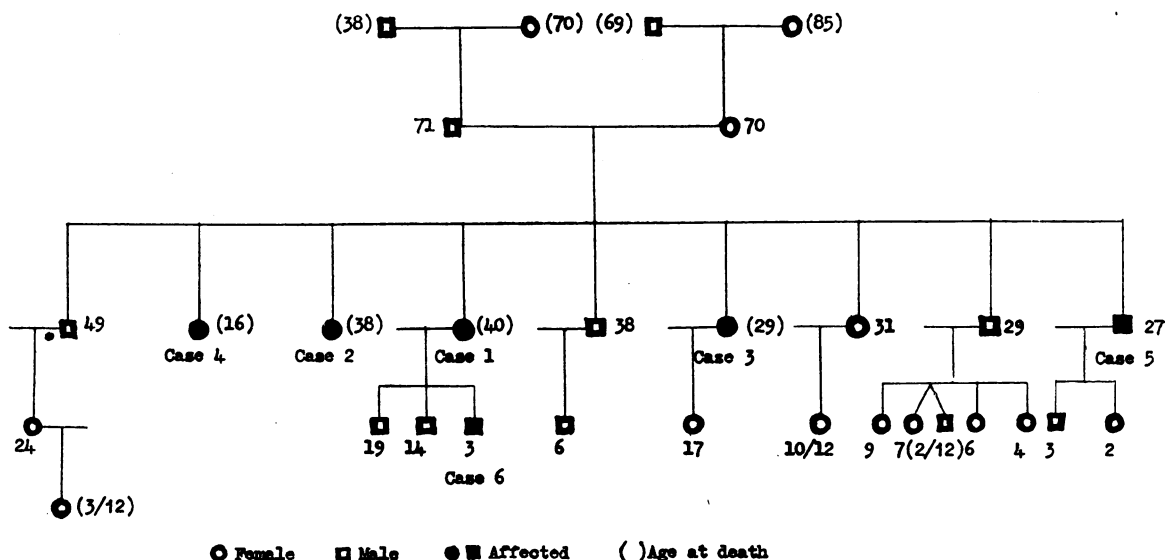 (38) (70) (69) (85)
71 70
49 (16) (38) (40) 38 (29) 31 29 27
Case 4 Case 2 Case 1 Case 3 Case 5
24 19 14 3 6 17 10/12 9 7(2/12)6 4 3 2
Case 6
(3/12)
Female Male Affected ( )Age at death